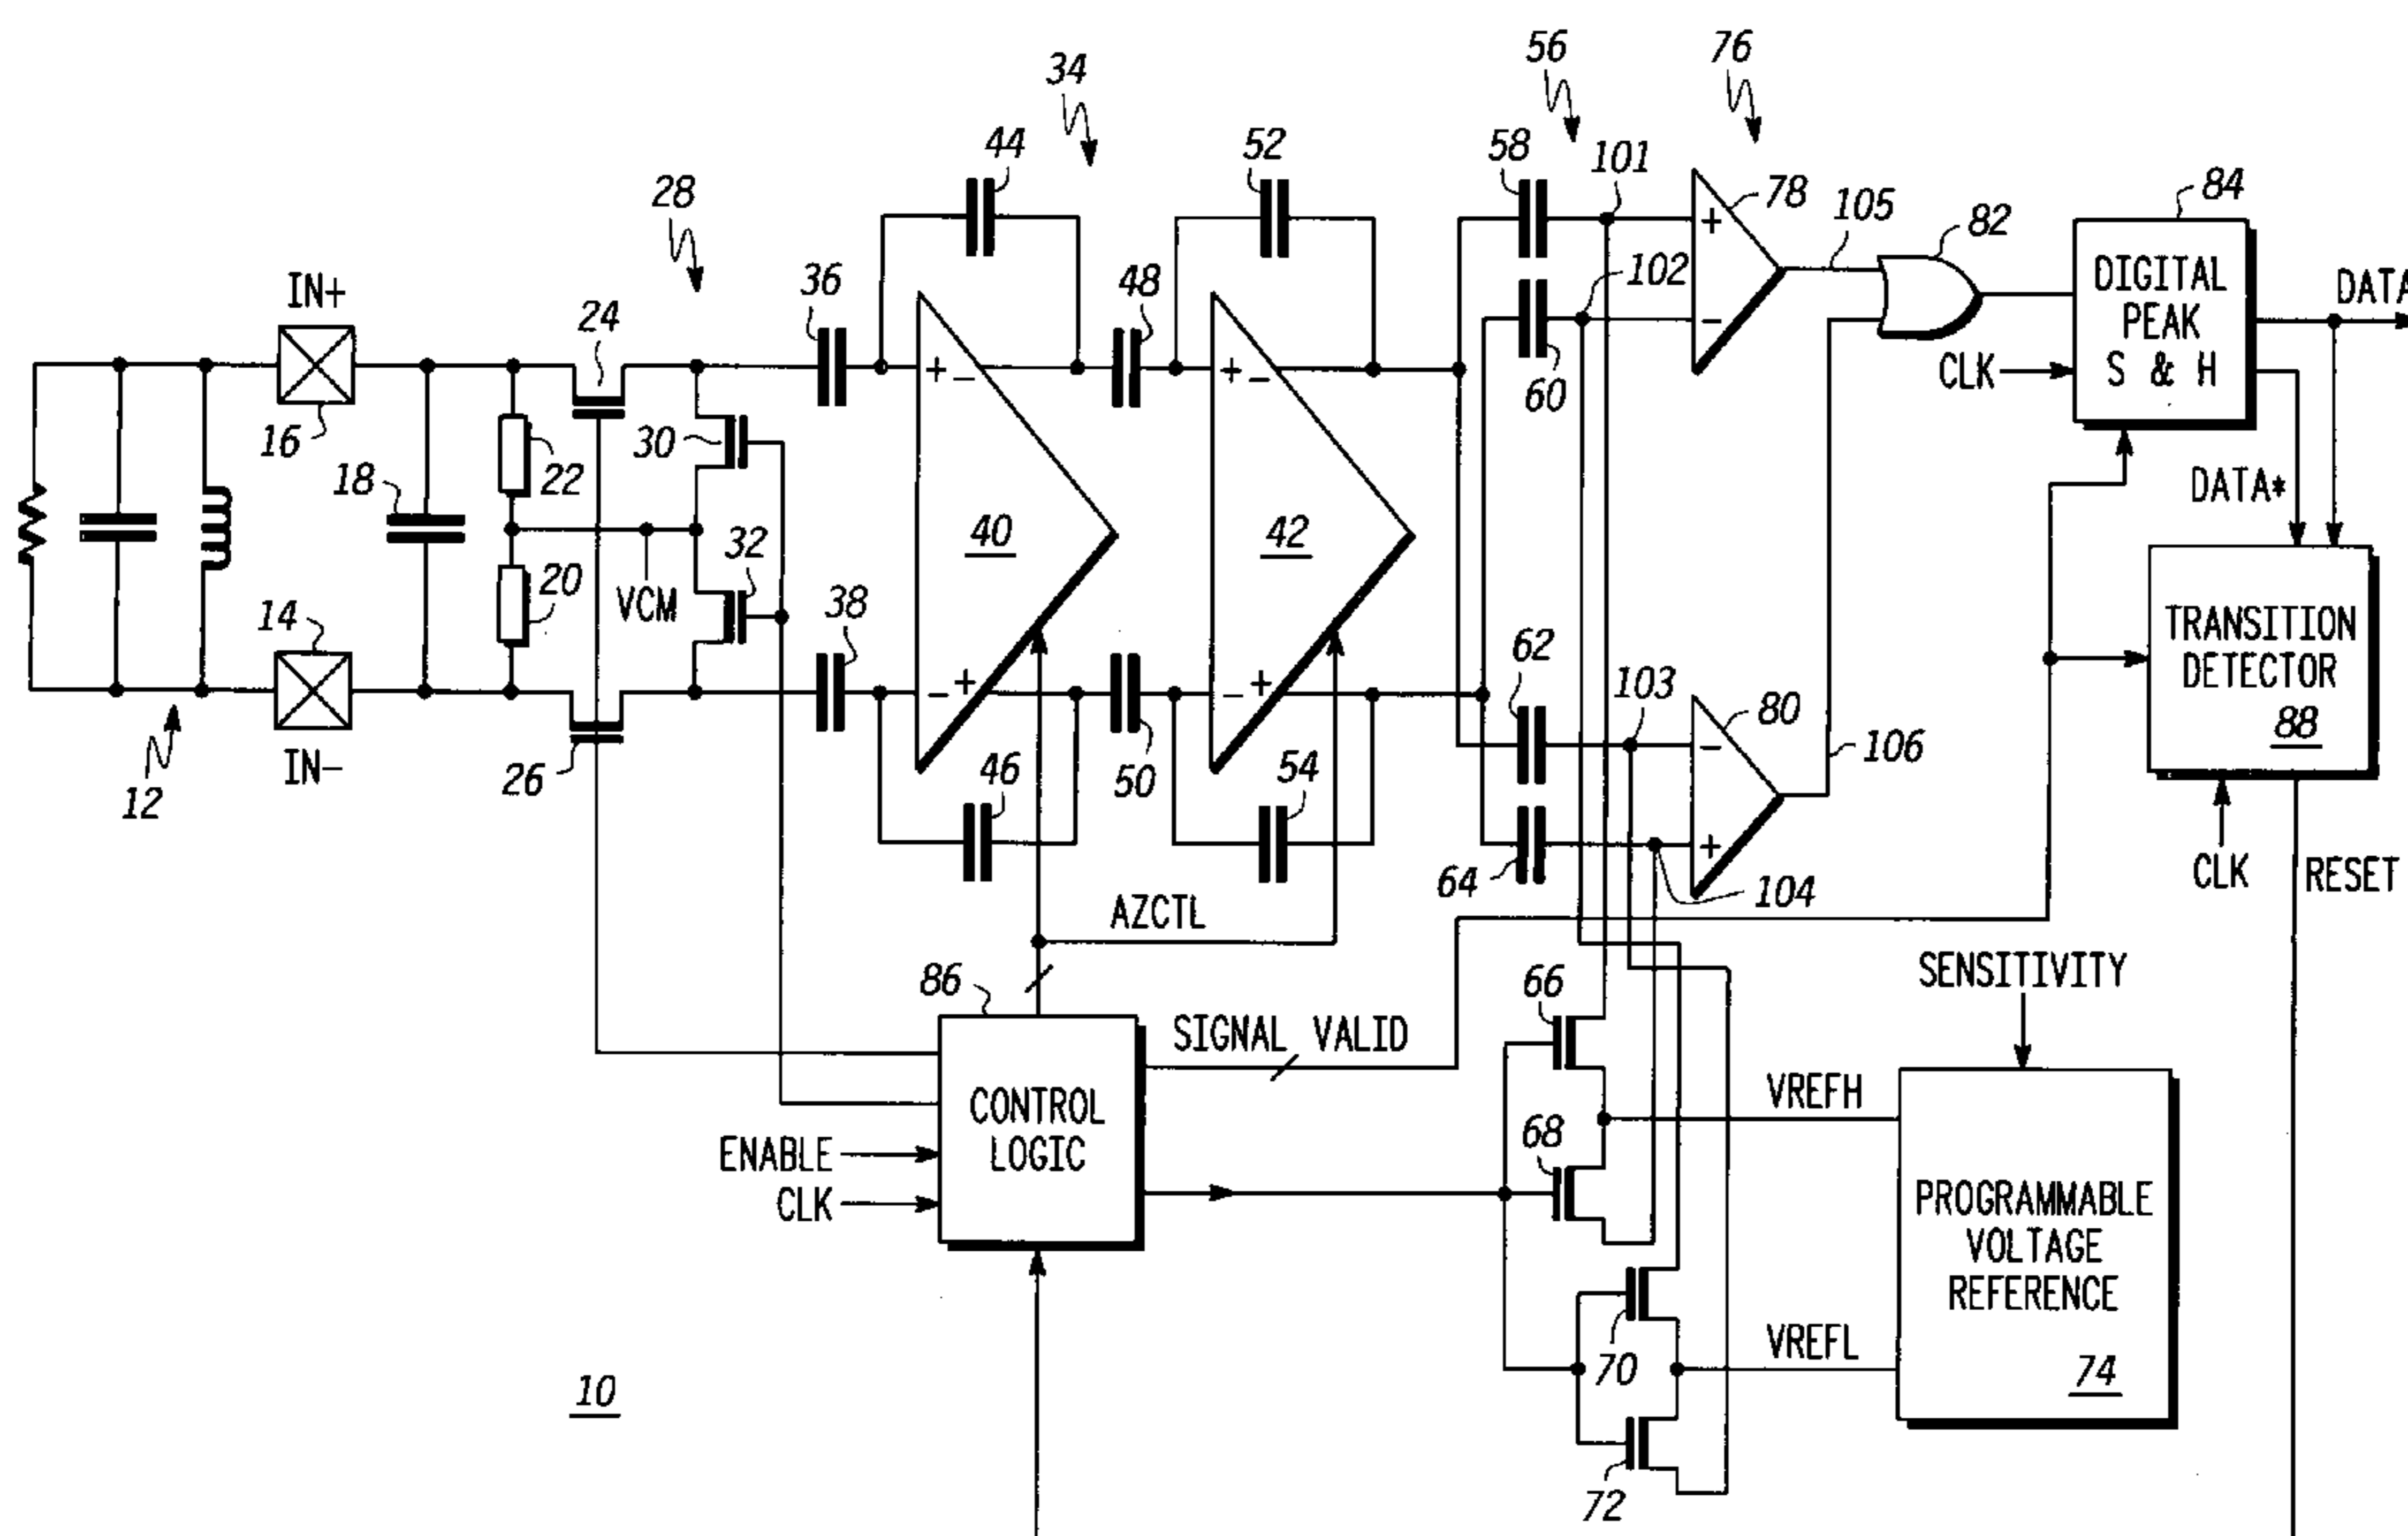 56
76
34
44
52
58
101
78
105
82
84
28
36
48
102
DIGITAL
PEAK
S & H
DATA
IN+
24
16
22
30
60
CLK
18
40
42
DATA*
20
VCM
32
14
38
62
103
80
TRANSITION
DETECTOR
88
IN-
12
26
46
50
54
106
64
104
CLK
RESET
AZCTL
86
66
SENSITIVITY
SIGNAL VALID
CONTROL
LOGIC
VREFH
ENABLE
CLK
68
PROGRAMMABLE
VOLTAGE
REFERENCE
74
70
VREFL
10
72
+
-
+
-
-
+
-
+
+
-
-
+